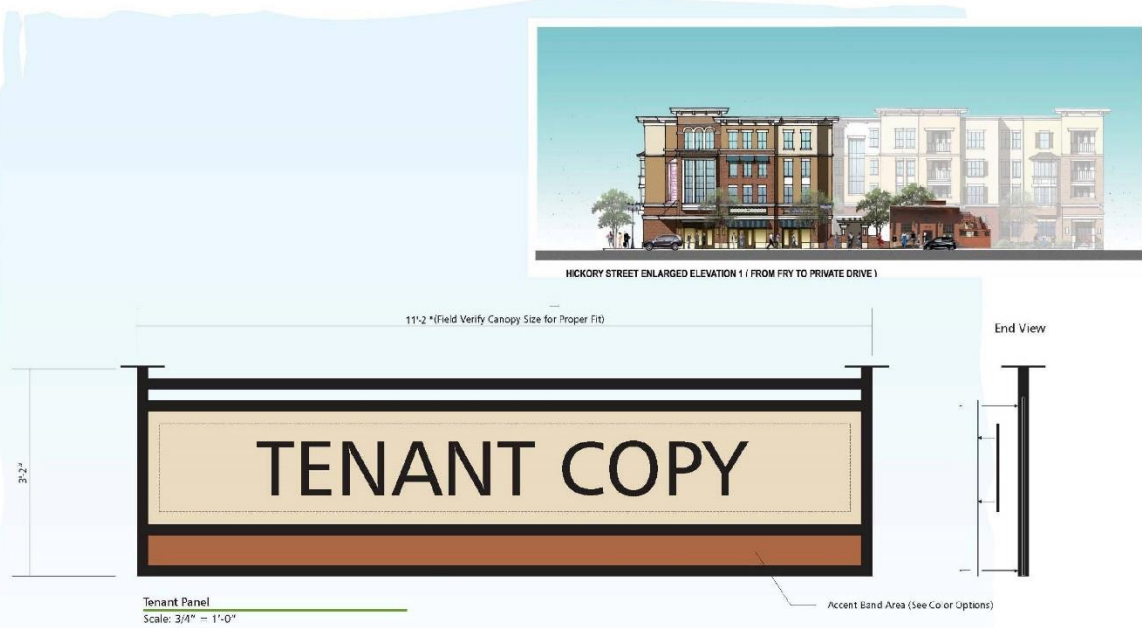 HICKORY STREET ENLARGED ELEVATION 1 ( FROM FRY TO PRIVATE DRIVE )
11'-2 "(Field Verify Canopy Size for Proper Fit)
End View
3'-2"
TENANT COPY
Tenant Panel
Scale: 3/4" = 1'-0"
Accent Band Area (See Color Options)